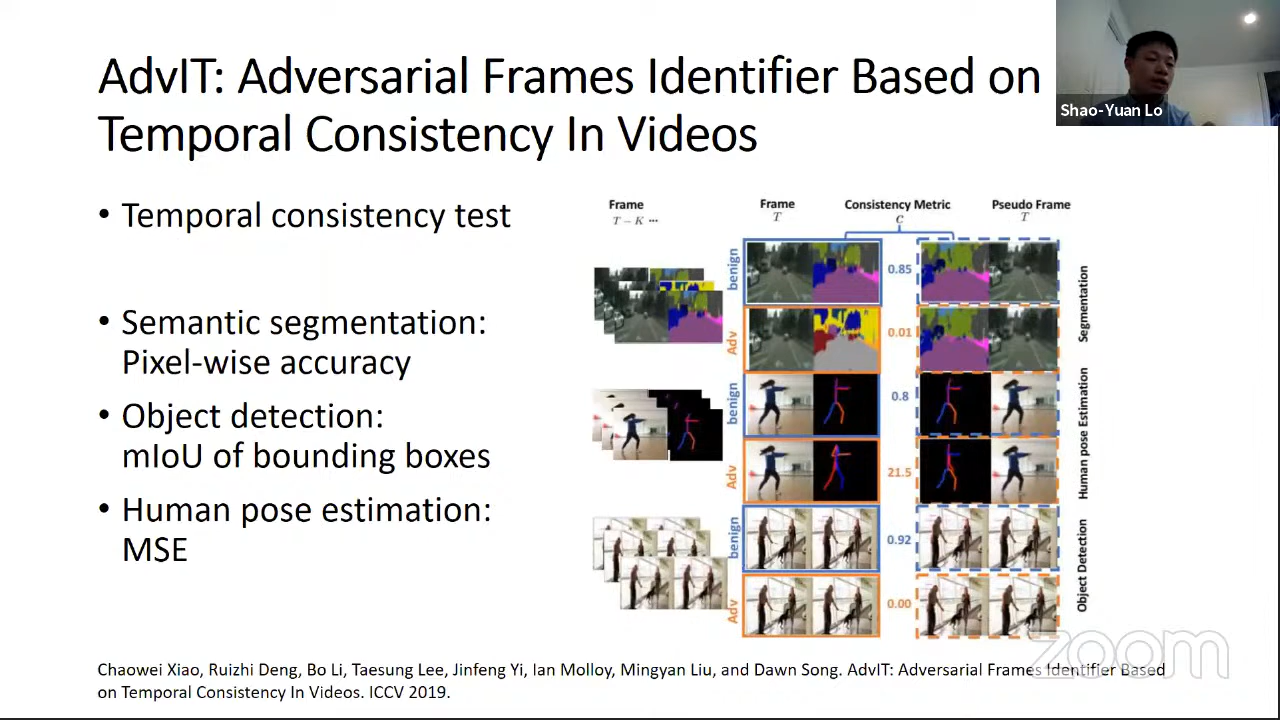 AdvIT: Adversarial Frames Identifier Based on
Temporal Consistency In Videos
Shao-Yuan Lo
• Temporal consistency test
• Semantic segmentation:
Pixel-wise accuracy
• Object detection:
mIoU of bounding boxes
• Human pose estimation:
MSE
Frame
T − K ···
Frame
T
Consistency Metric
C
Pseudo Frame
T
benign
0.85
Adv
0.01
Segmentation
benign
0.8
Adv
21.5
Human pose Estimation
benign
0.92
Adv
0.00
Object Detection
zoom
Chaowei Xiao, Ruizhi Deng, Bo Li, Taesung Lee, Jinfeng Yi, Ian Molloy, Mingyan Liu, and Dawn Song. AdvIT: Adversarial Frames Identifier Based
on Temporal Consistency In Videos. ICCV 2019.